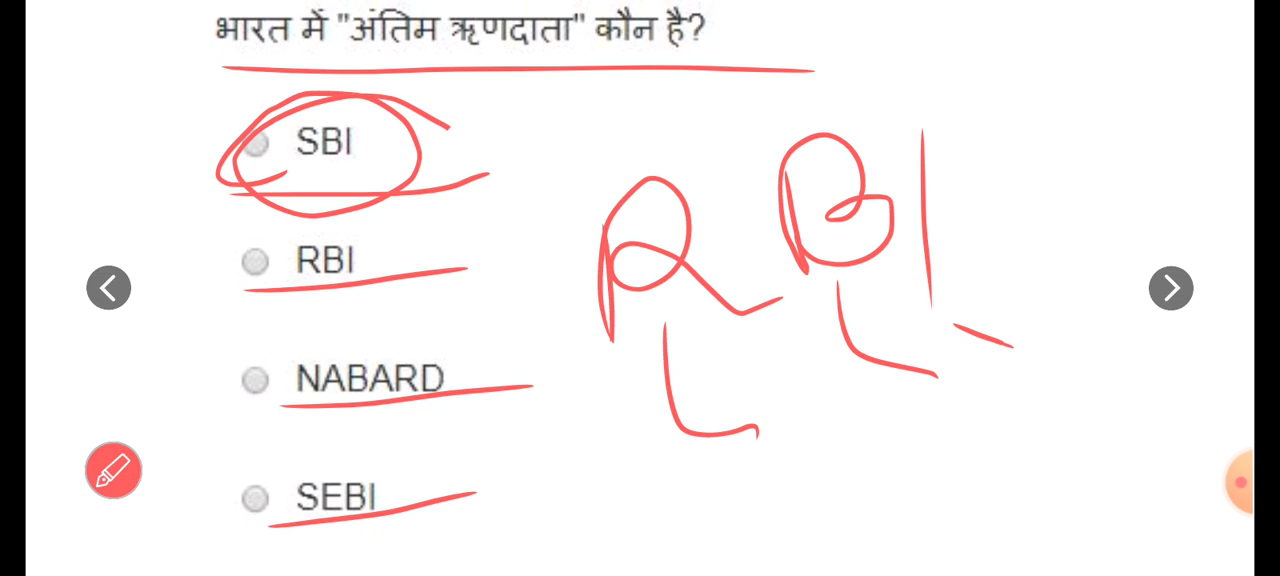 भारत में "अंतिम ऋणदाता" कौन है?
SBI
RBI
RBI
NABARD
SEBI